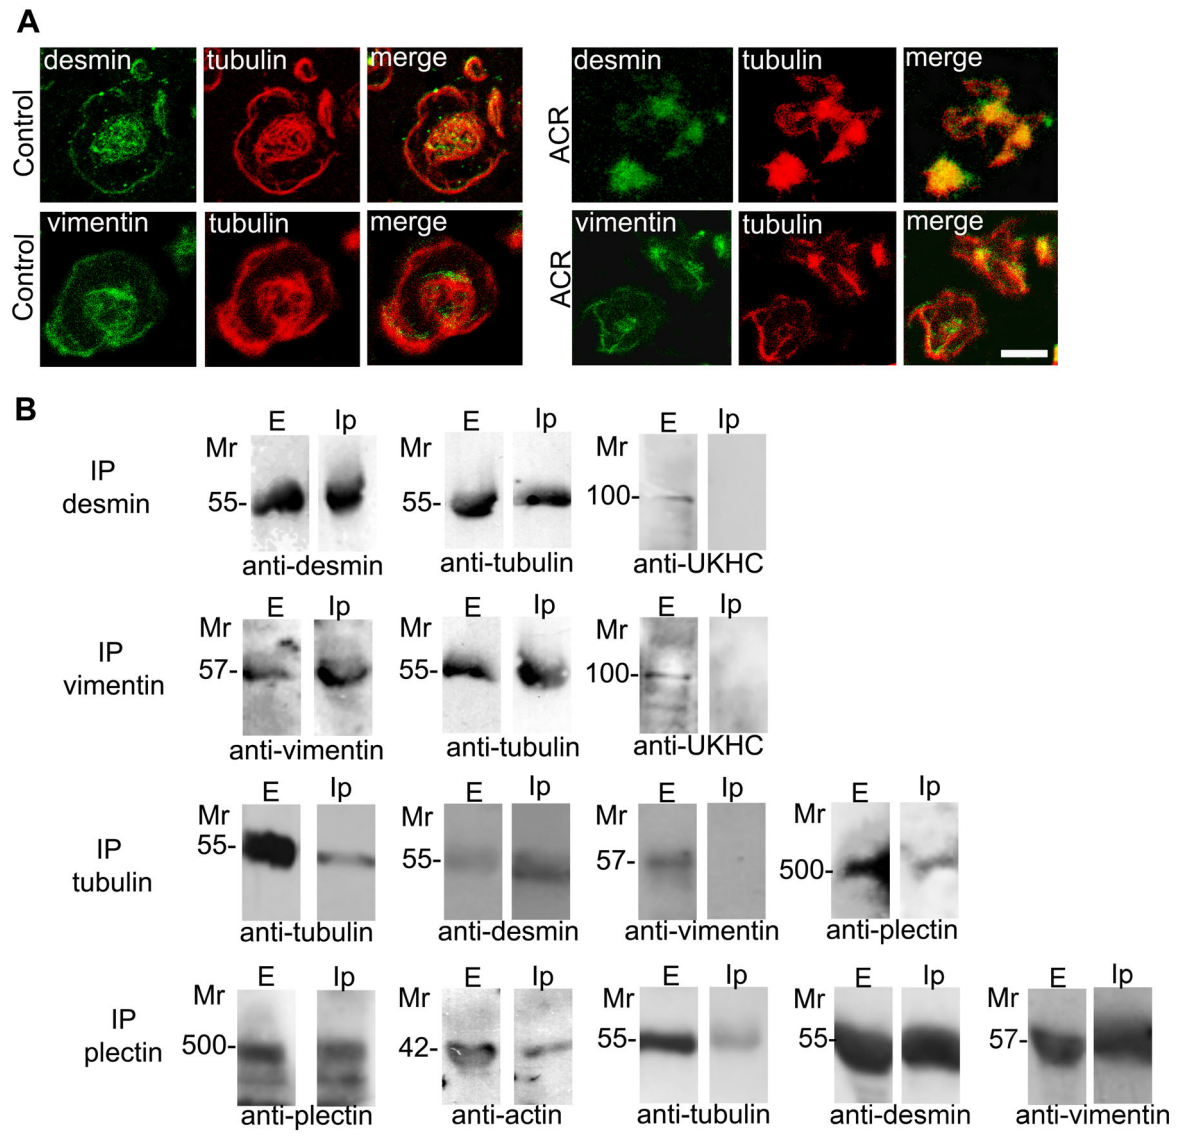 A
desmin tubulin merge desmin tubulin merge
Control ACR
vimentin tubulin merge vimentin tubulin merge
Control ACR
B
E Ip E Ip E Ip
Mr Mr Mr
IP
desmin
55- 55- 100-
anti-desmin anti-tubulin anti-UKHC
E Ip E Ip E Ip
Mr Mr Mr
IP
vimentin
57- 55- 100-
anti-vimentin anti-tubulin anti-UKHC
E Ip E Ip E Ip E Ip
Mr Mr Mr Mr
IP
tubulin
55- 55- 57- 500-
anti-tubulin anti-desmin anti-vimentin anti-plectin
E Ip E Ip E Ip E Ip E Ip
Mr Mr Mr Mr Mr
IP
plectin
500- 42- 55- 55- 57-
anti-plectin anti-actin anti-tubulin anti-desmin anti-vimentin